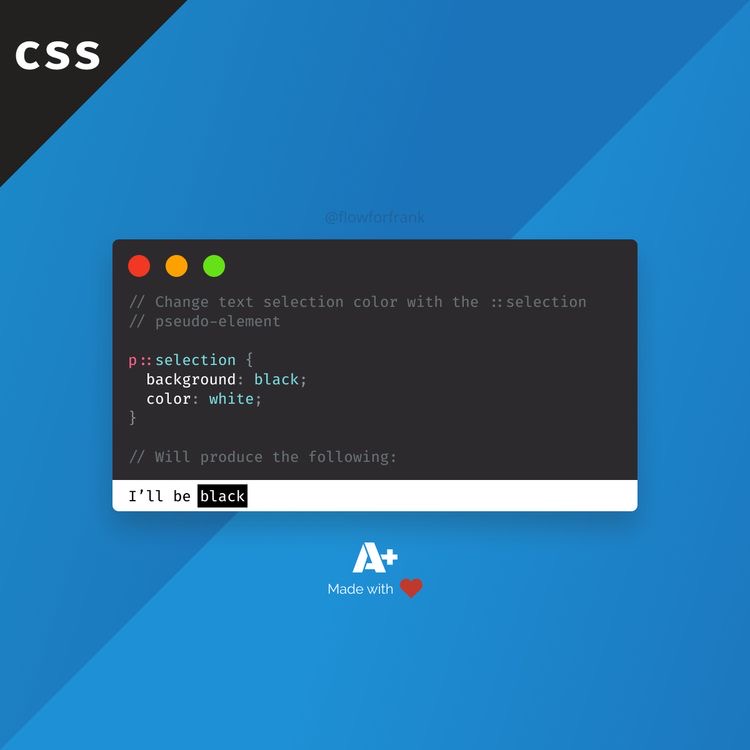 CSS
@flowforfrank
// Change text selection color with the ::selection
// pseudo-element
p::selection {
  background: black;
  color: white;
}
// Will produce the following:
I’ll be black
A+
Made with